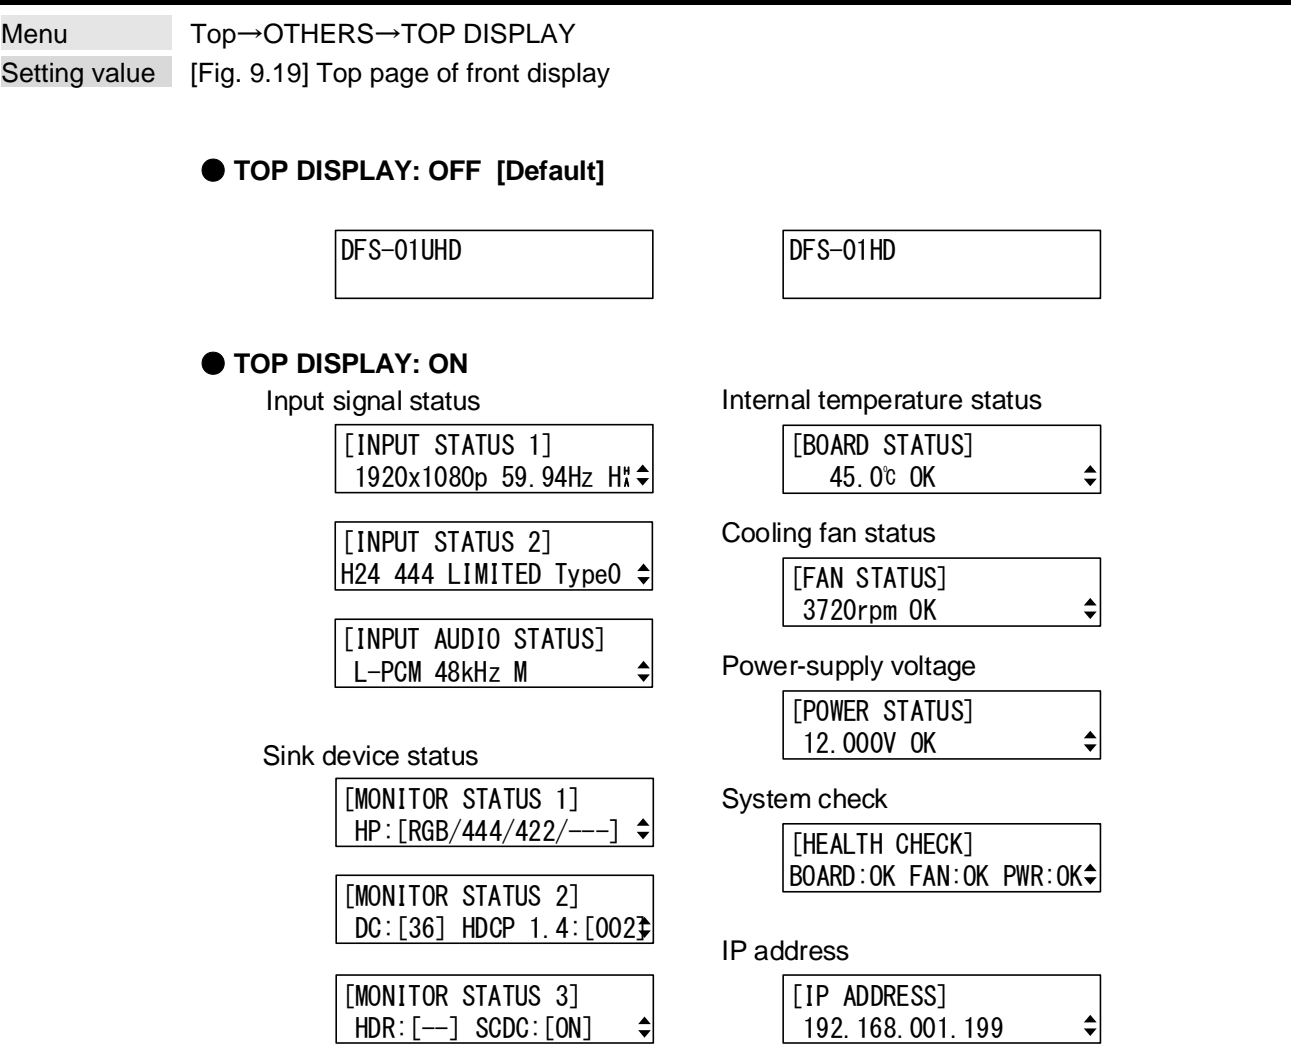 Menu Top→OTHERS→TOP DISPLAY
Setting value [Fig. 9.19] Top page of front display
● TOP DISPLAY: OFF [Default]
DFS-01UHD
DFS-01HD
● TOP DISPLAY: ON
Input signal status
[INPUT STATUS 1]
1920x1080p 59.94Hz H
[INPUT STATUS 2]
H24 444 LIMITED Type0
[INPUT AUDIO STATUS]
L-PCM 48kHz M
Sink device status
[MONITOR STATUS 1]
HP:[RGB/444/422/---]
[MONITOR STATUS 2]
DC:[36] HDCP 1.4:[002]
[MONITOR STATUS 3]
HDR:[--] SCDC:[ON]
Internal temperature status
[BOARD STATUS]
45.0℃ OK
Cooling fan status
[FAN STATUS]
3720rpm OK
Power-supply voltage
[POWER STATUS]
12.000V OK
System check
[HEALTH CHECK]
BOARD:OK FAN:OK PWR:OK
IP address
[IP ADDRESS]
192.168.001.199